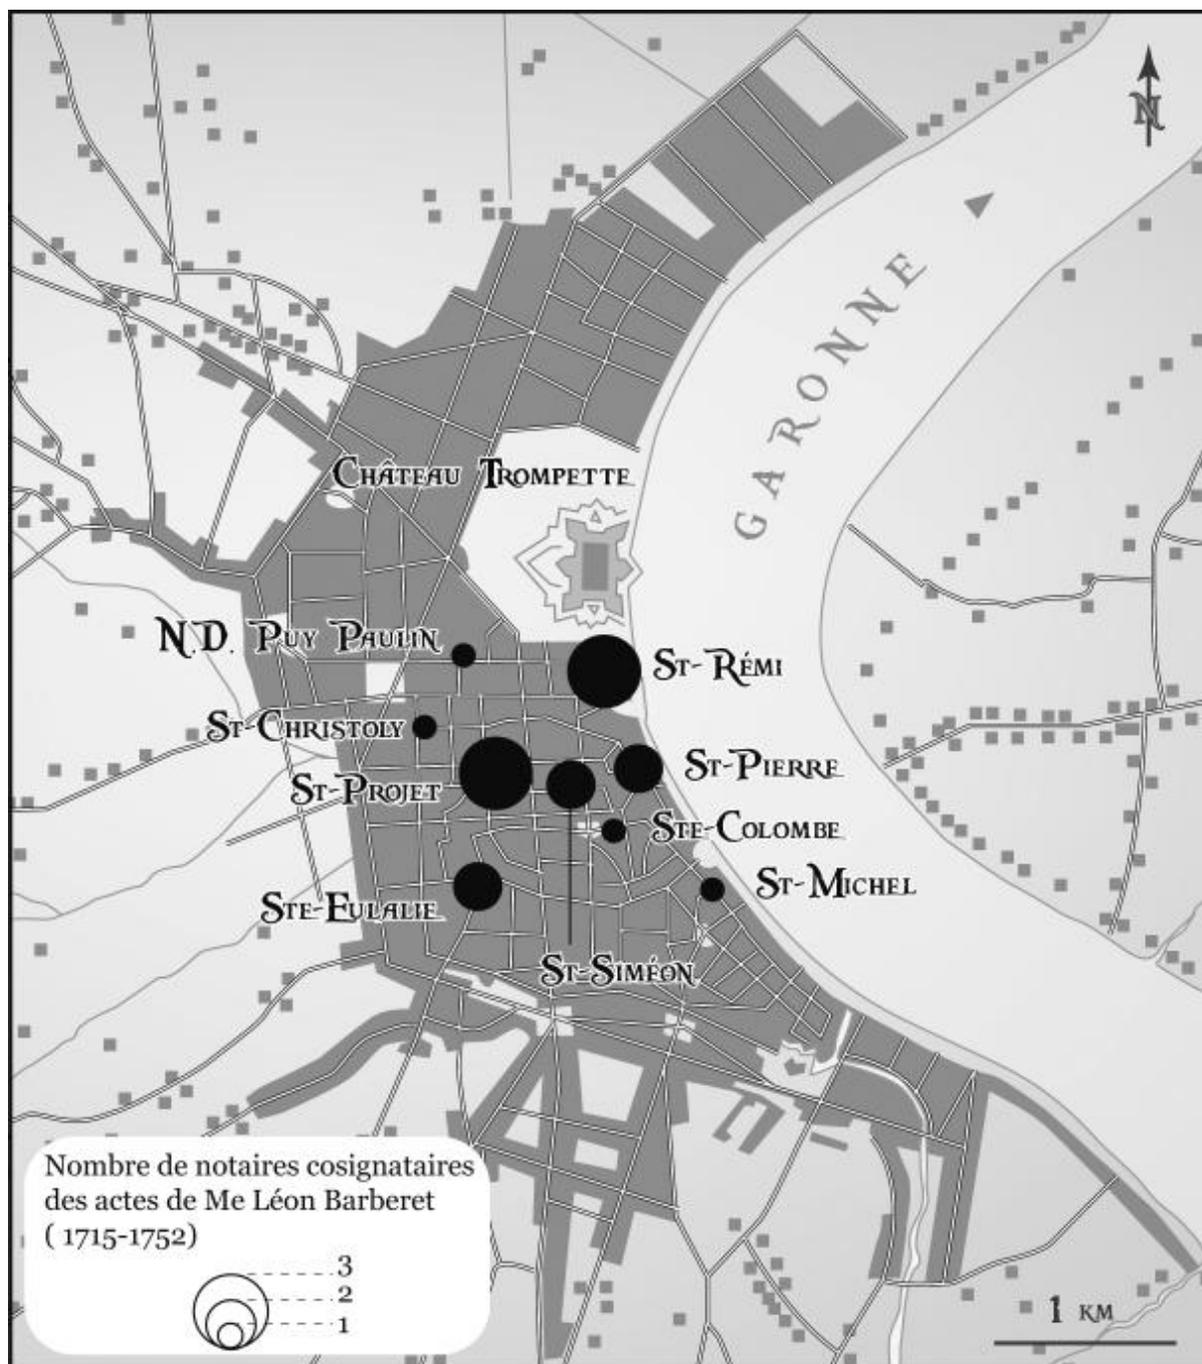 N
GARONNE
CHÂTEAU TROMPETTE
N.D. PUY PAULIN
ST-RÉMI
ST-CHRISTOLY
ST-PROJET
ST-PIERRE
STE-COLOMBE
ST-MICHEL
STE-EULALIE
ST-SIMÉON
Nombre de notaires cosignataires
des actes de Me Léon Barberet
( 1715-1752)
3
2
1
1 KM